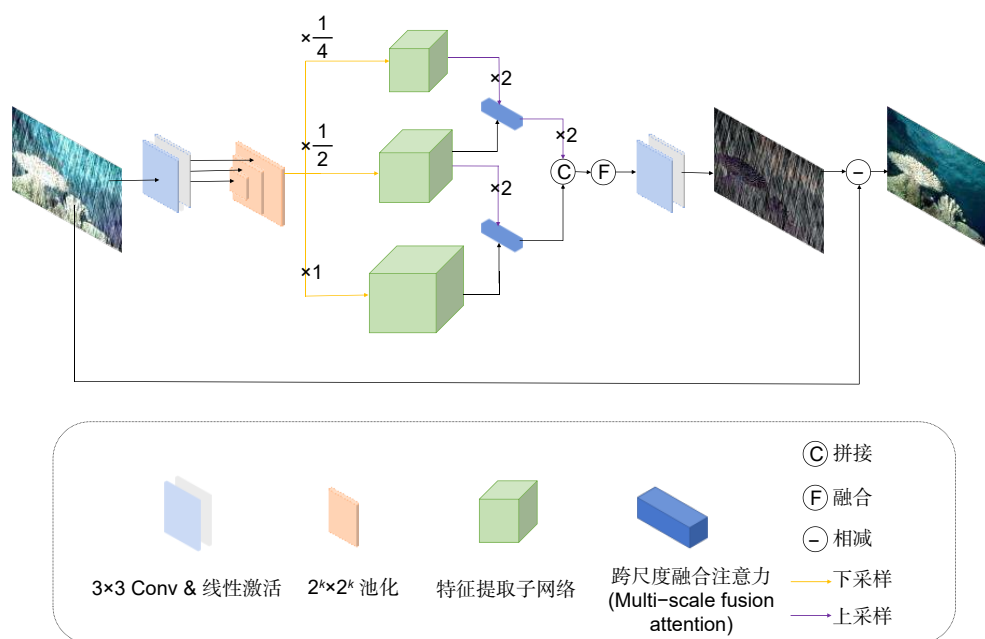 ×1/4
×2
×1/2
×2
C
F
−
×2
×1
C 拼接
F 融合
− 相减
3×3 Conv & 线性激活
2ᵏ×2ᵏ 池化
特征提取子网络
跨尺度融合注意力
(Multi−scale fusion
attention)
下采样
上采样